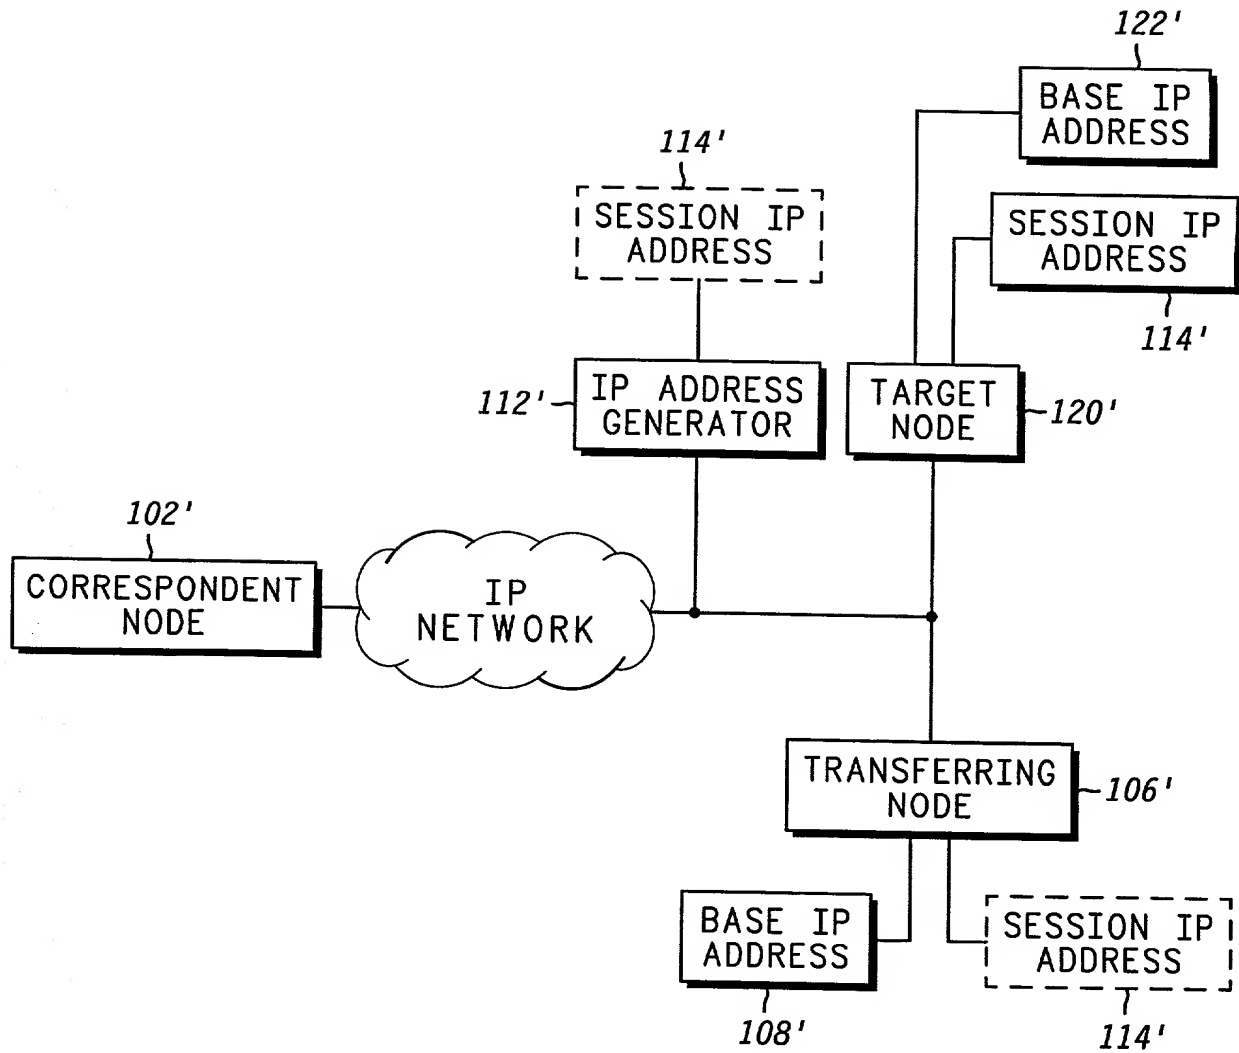 122'
BASE IP
ADDRESS
114'
SESSION IP
ADDRESS
SESSION IP
ADDRESS
114'
112'
IP ADDRESS
GENERATOR
TARGET
NODE
120'
102'
CORRESPONDENT
NODE
IP
NETWORK
TRANSFERRING
NODE
106'
BASE IP
ADDRESS
108'
SESSION IP
ADDRESS
114'